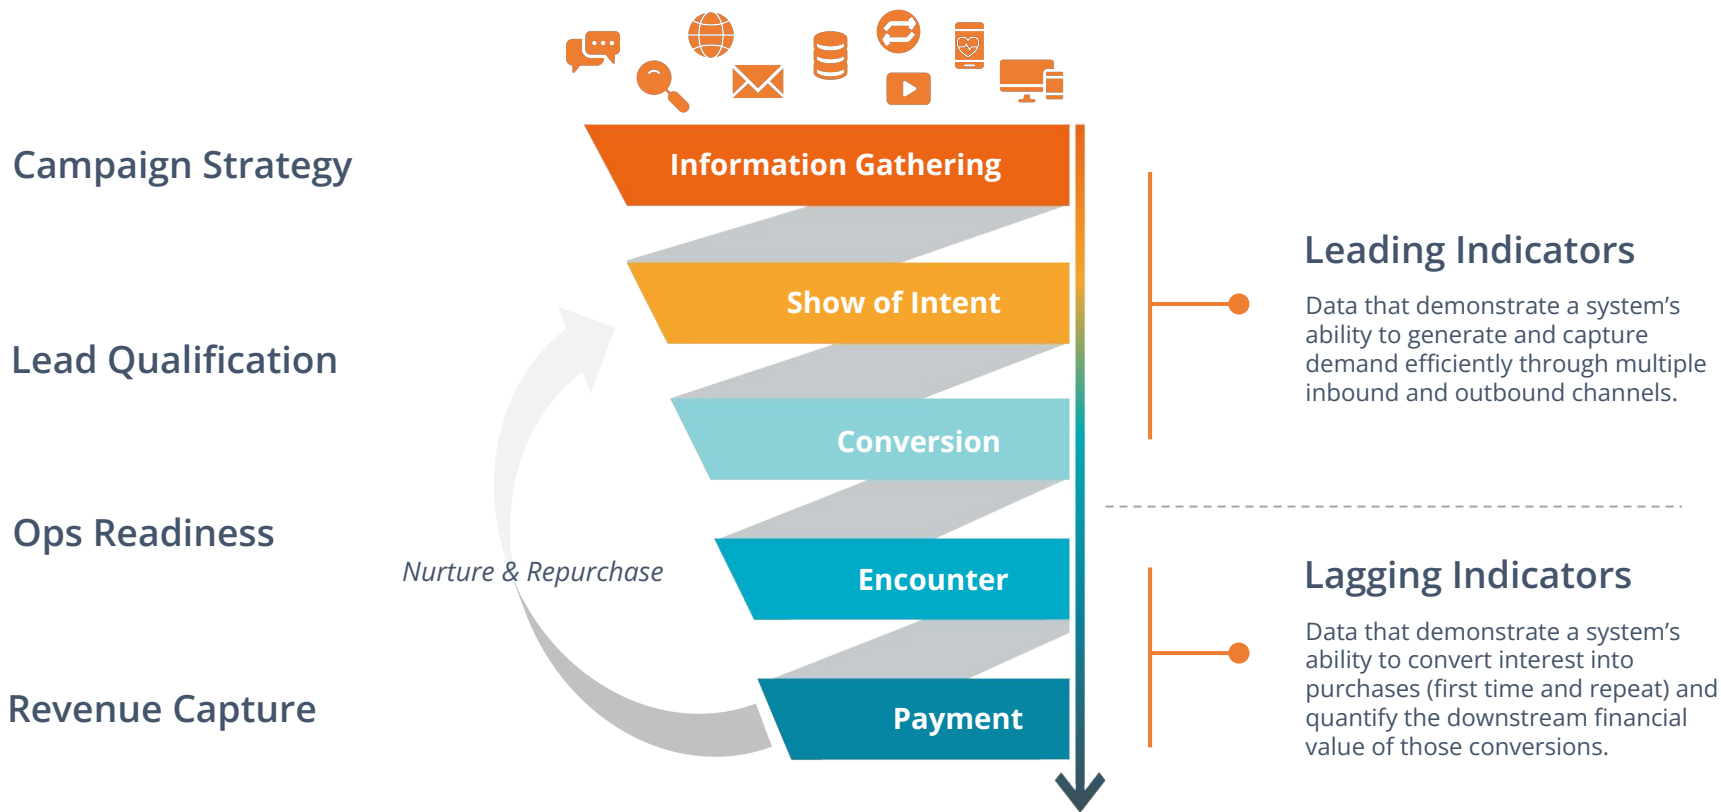 Campaign Strategy
Lead Qualification
Ops Readiness
Revenue Capture
Nurture & Repurchase
Information Gathering
Show of Intent
Conversion
Encounter
Payment
Leading Indicators
Data that demonstrate a system’s
ability to generate and capture
demand efficiently through multiple
inbound and outbound channels.
Lagging Indicators
Data that demonstrate a system’s
ability to convert interest into
purchases (first time and repeat) and
quantify the downstream financial
value of those conversions.